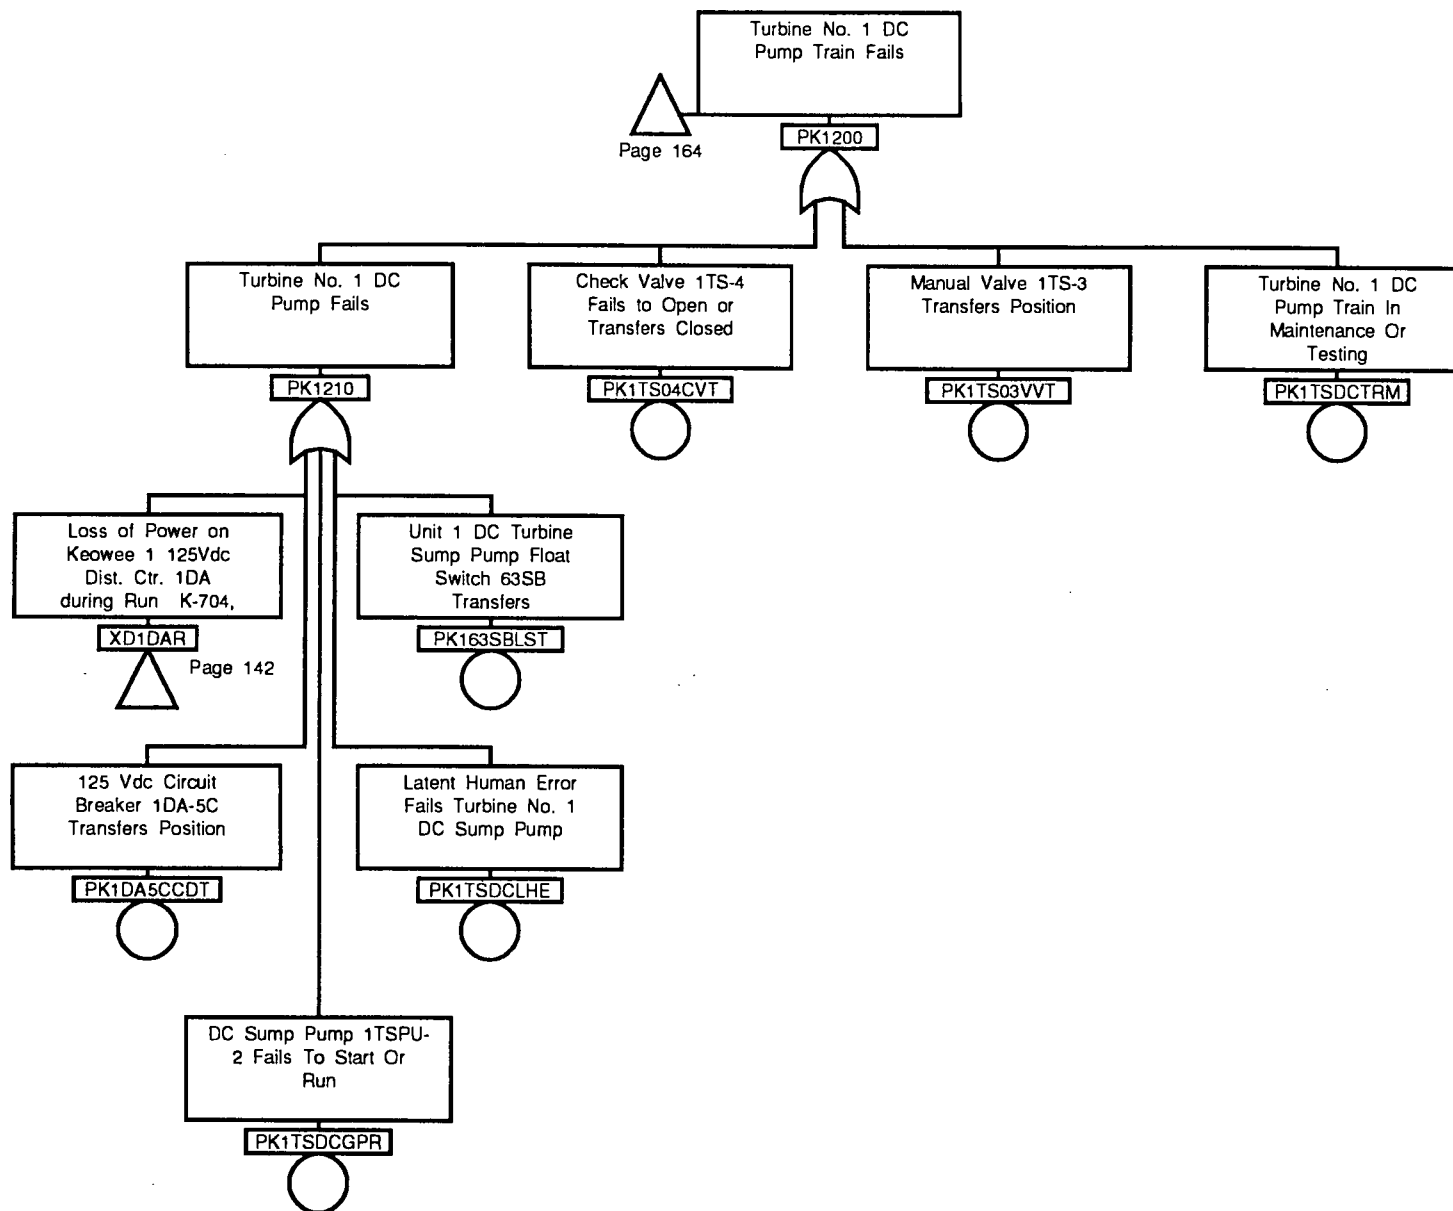 Turbine No. 1 DC
Pump Train Fails
Page 164
PK1200
Turbine No. 1 DC
Pump Fails
PK1210
Check Valve 1TS-4
Fails to Open or
Transfers Closed
PK1TS04CVT
Manual Valve 1TS-3
Transfers Position
PK1TS03VVT
Turbine No. 1 DC
Pump Train In
Maintenance Or
Testing
PK1TSDCTRM
Loss of Power on
Keowee 1 125Vdc
Dist. Ctr. 1DA
during Run K-704,
XD1DAR
Page 142
Unit 1 DC Turbine
Sump Pump Float
Switch 63SB
Transfers
PK163SBLST
125 Vdc Circuit
Breaker 1DA-5C
Transfers Position
PK1DA5CCDT
Latent Human Error
Fails Turbine No. 1
DC Sump Pump
PK1TSDCLHE
DC Sump Pump 1TSPU-
2 Fails To Start Or
Run
PK1TSDCGPR